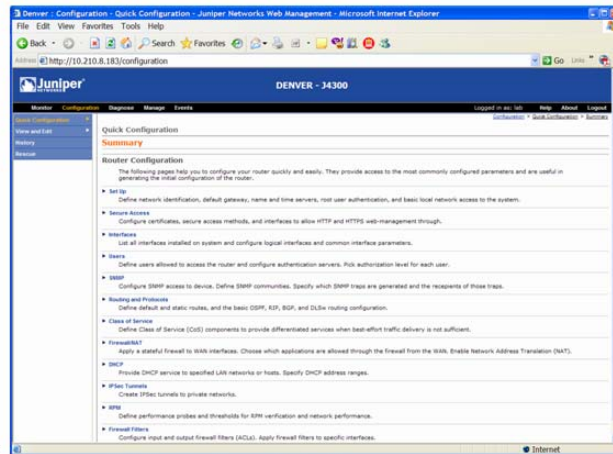 Denver : Configuration - Quick Configuration - Juniper Networks Web Management - Microsoft Internet Explorer
File Edit View Favorites Tools Help
Back Search Favorites
Address http://10.210.8.183/configuration Go Links
Juniper NETWORKS
DENVER - J4300
Monitor Configuration Diagnose Manage Events Logged in as: lab Help About Logout
Configuration > Quick Configuration > Summary
Quick Configuration
View and Edit
History
Rescue
Quick Configuration
Summary
Router Configuration
The following pages help you to configure your router quickly and easily. They provide access to the most commonly configured parameters and are useful in
generating the initial configuration of the router.
Set Up
Define network identification, default gateway, name and time servers, root user authentication, and basic local network access to the system.
Secure Access
Configure certificates, secure access methods, and interfaces to allow HTTP and HTTPS web-management through.
Interfaces
List all interfaces installed on system and configure logical interfaces and common interface parameters.
Users
Define users allowed to access the router and configure authentication servers. Pick authorization level for each user.
SNMP
Configure SNMP access to device. Define SNMP communities. Specify which SNMP traps are generated and the recepients of those traps.
Routing and Protocols
Define default and static routes, and the basic OSPF, RIP, BGP, and DLSw routing configuration.
Class of Service
Define Class of Service (CoS) components to provide differentiated services when best-effort traffic delivery is not sufficient.
Firewall/NAT
Apply a stateful firewall to WAN interfaces. Choose which applications are allowed through the firewall from the WAN. Enable Network Address Translation (NAT).
DHCP
Provide DHCP service to specified LAN networks or hosts. Specify DHCP address ranges.
IPSec Tunnels
Create IPSec tunnels to private networks.
RPM
Define performance probes and thresholds for RPM verification and network performance.
Firewall Filters
Configure input and output firewall filters (ACLs). Apply firewall filters to specific interfaces.
Internet